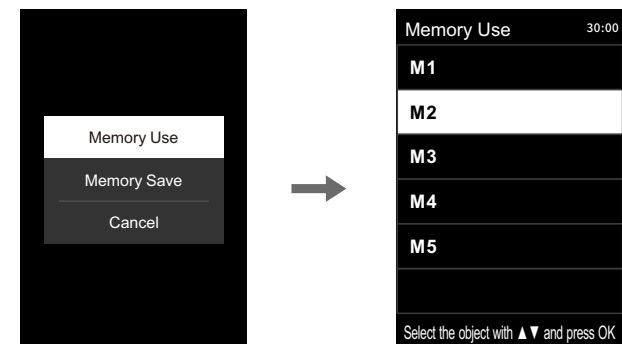 Memory Use
Memory Save
Cancel
Memory Use 30:00
M1
M2
M3
M4
M5
Select the object with ▲▼ and press OK